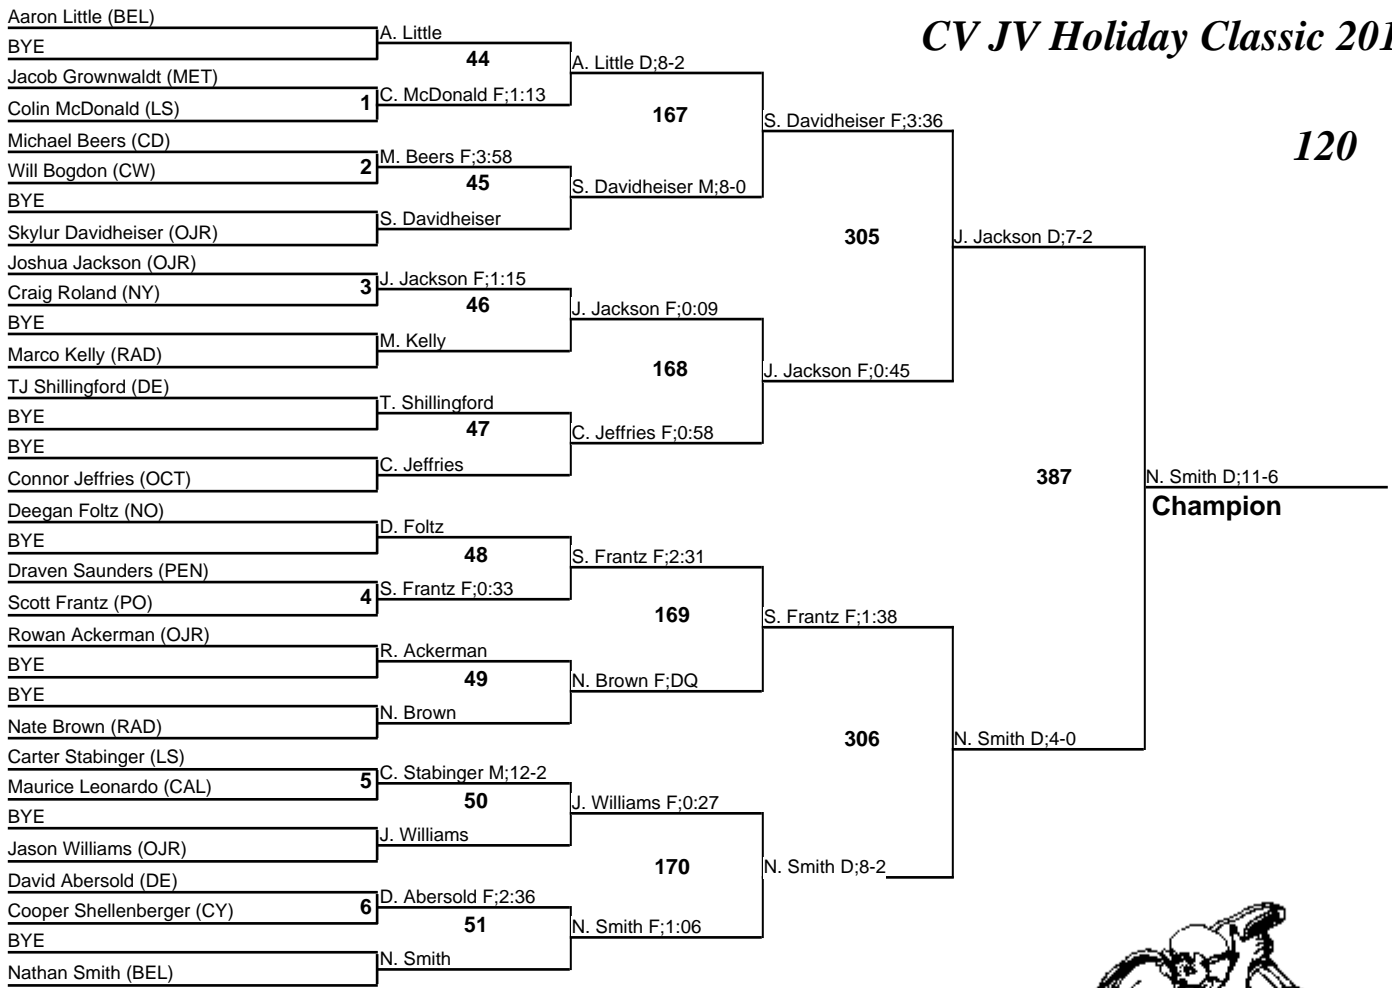 CV JV Holiday Classic 201
120
Aaron Little (BEL)
BYE
Jacob Grownwaldt (MET)
Colin McDonald (LS)
Michael Beers (CD)
Will Bogdon (CW)
BYE
Skylur Davidheiser (OJR)
Joshua Jackson (OJR)
Craig Roland (NY)
BYE
Marco Kelly (RAD)
TJ Shillingford (DE)
BYE
BYE
Connor Jeffries (OCT)
Deegan Foltz (NO)
BYE
Draven Saunders (PEN)
Scott Frantz (PO)
Rowan Ackerman (OJR)
BYE
BYE
Nate Brown (RAD)
Carter Stabinger (LS)
Maurice Leonardo (CAL)
BYE
Jason Williams (OJR)
David Abersold (DE)
Cooper Shellenberger (CY)
BYE
Nathan Smith (BEL)
1
2
3
4
5
6
A. Little
44
C. McDonald F;1:13
M. Beers F;3:58
45
S. Davidheiser
J. Jackson F;1:15
46
M. Kelly
T. Shillingford
47
C. Jeffries
D. Foltz
48
S. Frantz F;0:33
R. Ackerman
49
N. Brown
C. Stabinger M;12-2
50
J. Williams
D. Abersold F;2:36
51
N. Smith
A. Little D;8-2
167
S. Davidheiser M;8-0
J. Jackson F;0:09
168
C. Jeffries F;0:58
S. Frantz F;2:31
169
N. Brown F;DQ
J. Williams F;0:27
170
N. Smith F;1:06
S. Davidheiser F;3:36
305
J. Jackson F;0:45
S. Frantz F;1:38
306
N. Smith D;8-2
J. Jackson D;7-2
387
N. Smith D;4-0
N. Smith D;11-6
Champion